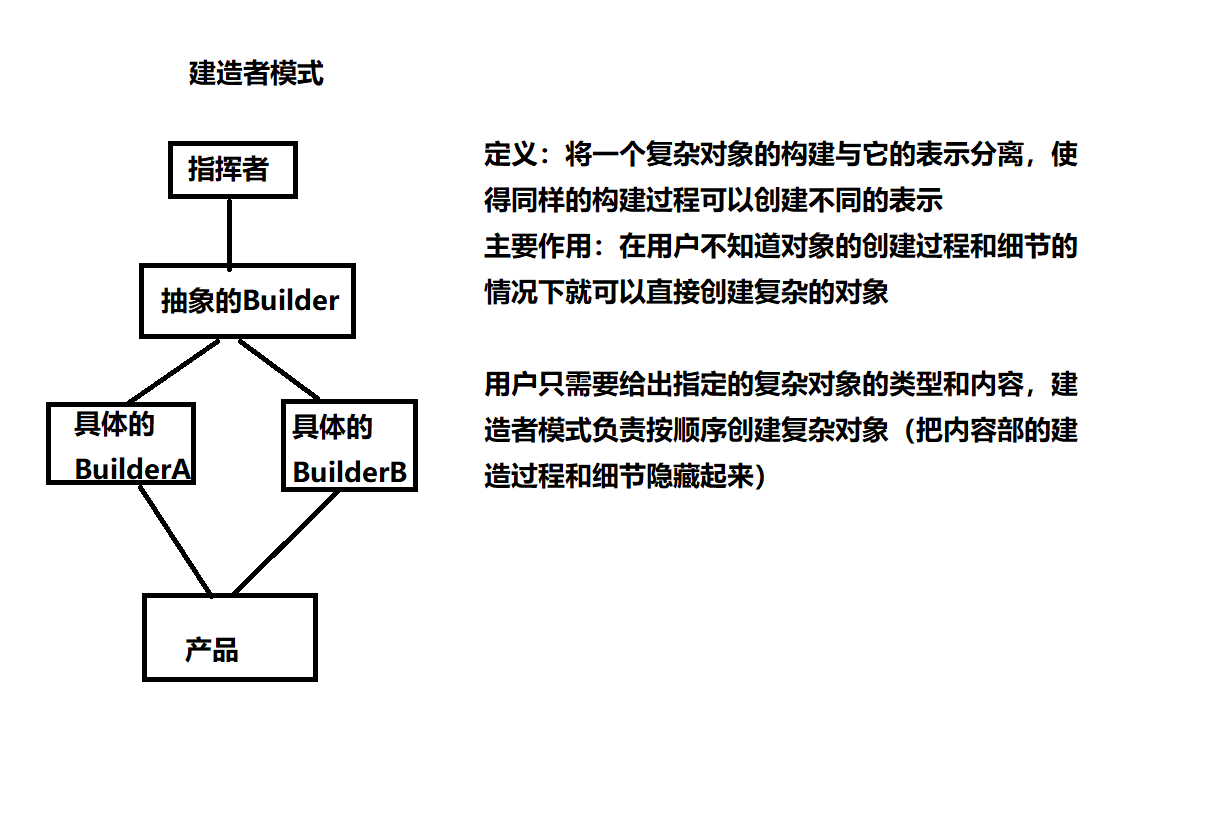 建造者模式
指挥者
抽象的Builder
具体的
BuilderA
具体的
BuilderB
产品
定义：将一个复杂对象的构建与它的表示分离，使
得同样的构建过程可以创建不同的表示
主要作用：在用户不知道对象的创建过程和细节的
情况下就可以直接创建复杂的对象
用户只需要给出指定的复杂对象的类型和内容，建
造者模式负责按顺序创建复杂对象（把内容部的建
造过程和细节隐藏起来）